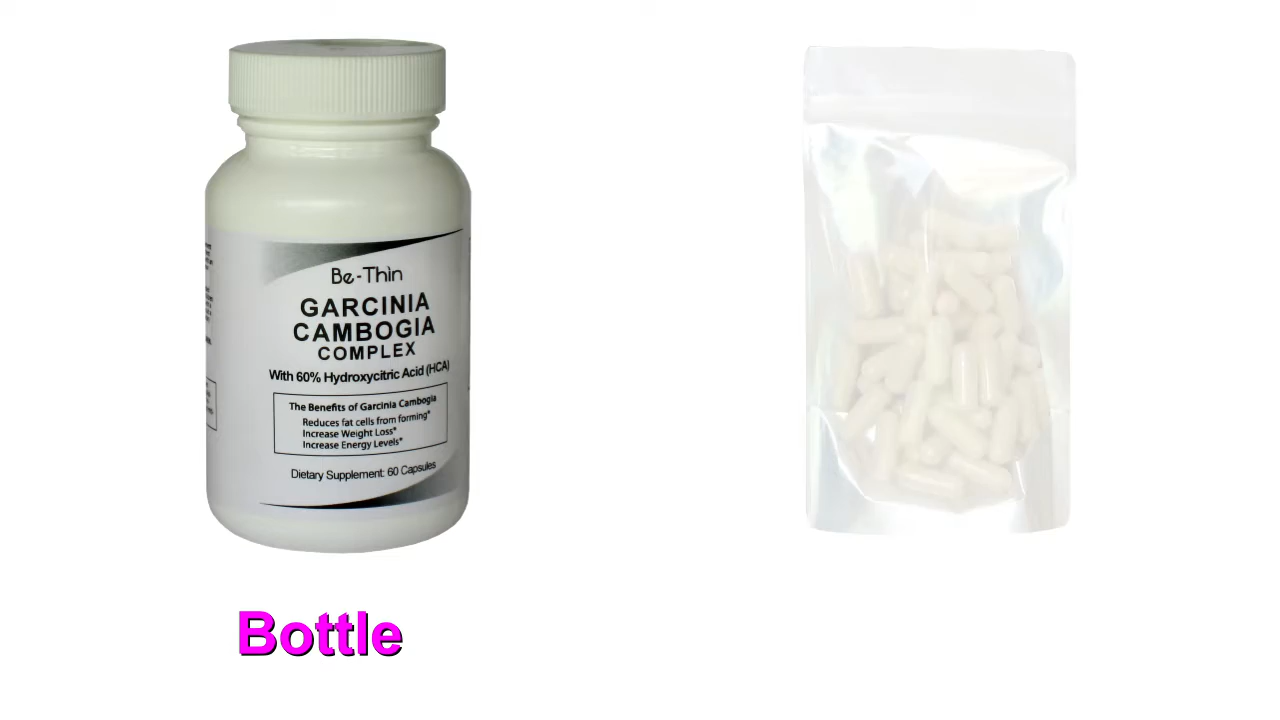 Be-Thin
GARCINIA
CAMBOGIA
COMPLEX
With 60% Hydroxycitric Acid (HCA)
The Benefits of Garcinia Cambogia
Reduces fat cells from forming*
Increase Weight Loss*
Increase Energy Levels*
Dietary Supplement: 60 Capsules
Bottle